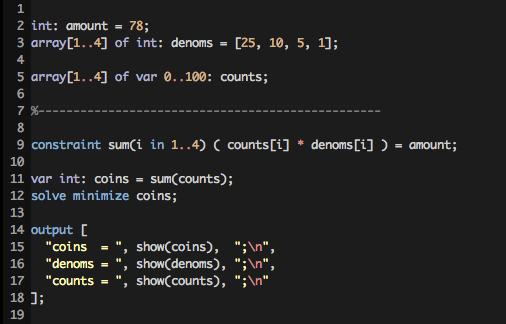 1
2 int: amount = 78;
3 array[1..4] of int: denoms = [25, 10, 5, 1];
4
5 array[1..4] of var 0..100: counts;
6
7 %-------------------------------------------------
8
9 constraint sum(i in 1..4) ( counts[i] * denoms[i] ) = amount;
10
11 var int: coins = sum(counts);
12 solve minimize coins;
13
14 output [
15   "coins  = ", show(coins),  ";\n",
16   "denoms = ", show(denoms), ";\n",
17   "counts = ", show(counts), ";\n"
18 ];
19